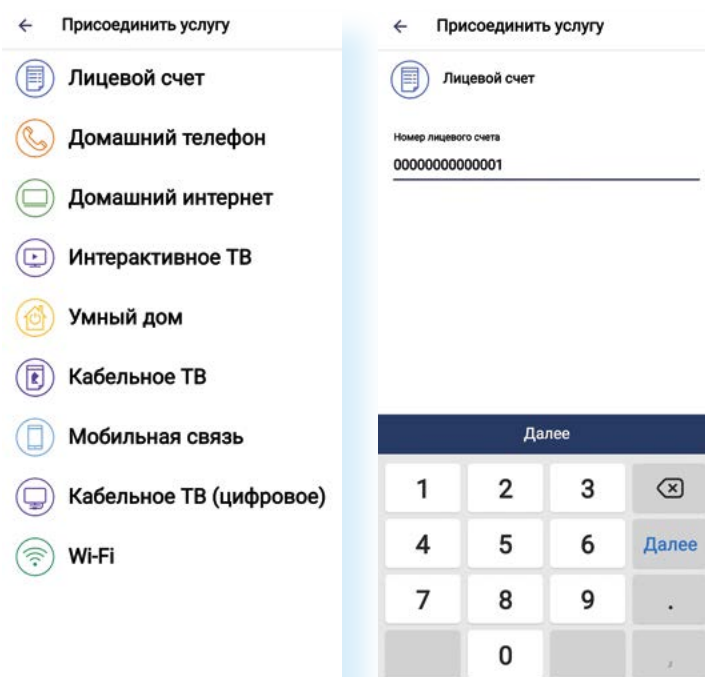 Присоединить услугу
Лицевой счет
Домашний телефон
Домашний интернет
Интерактивное ТВ
Умный дом
Кабельное ТВ
Мобильная связь
Кабельное ТВ (цифровое)
Wi-Fi
Присоединить услугу
Лицевой счет
Номер лицевого счета
00000000000001
Далее
1 2 3
4 5 6 Далее
7 8 9 .
0 ,